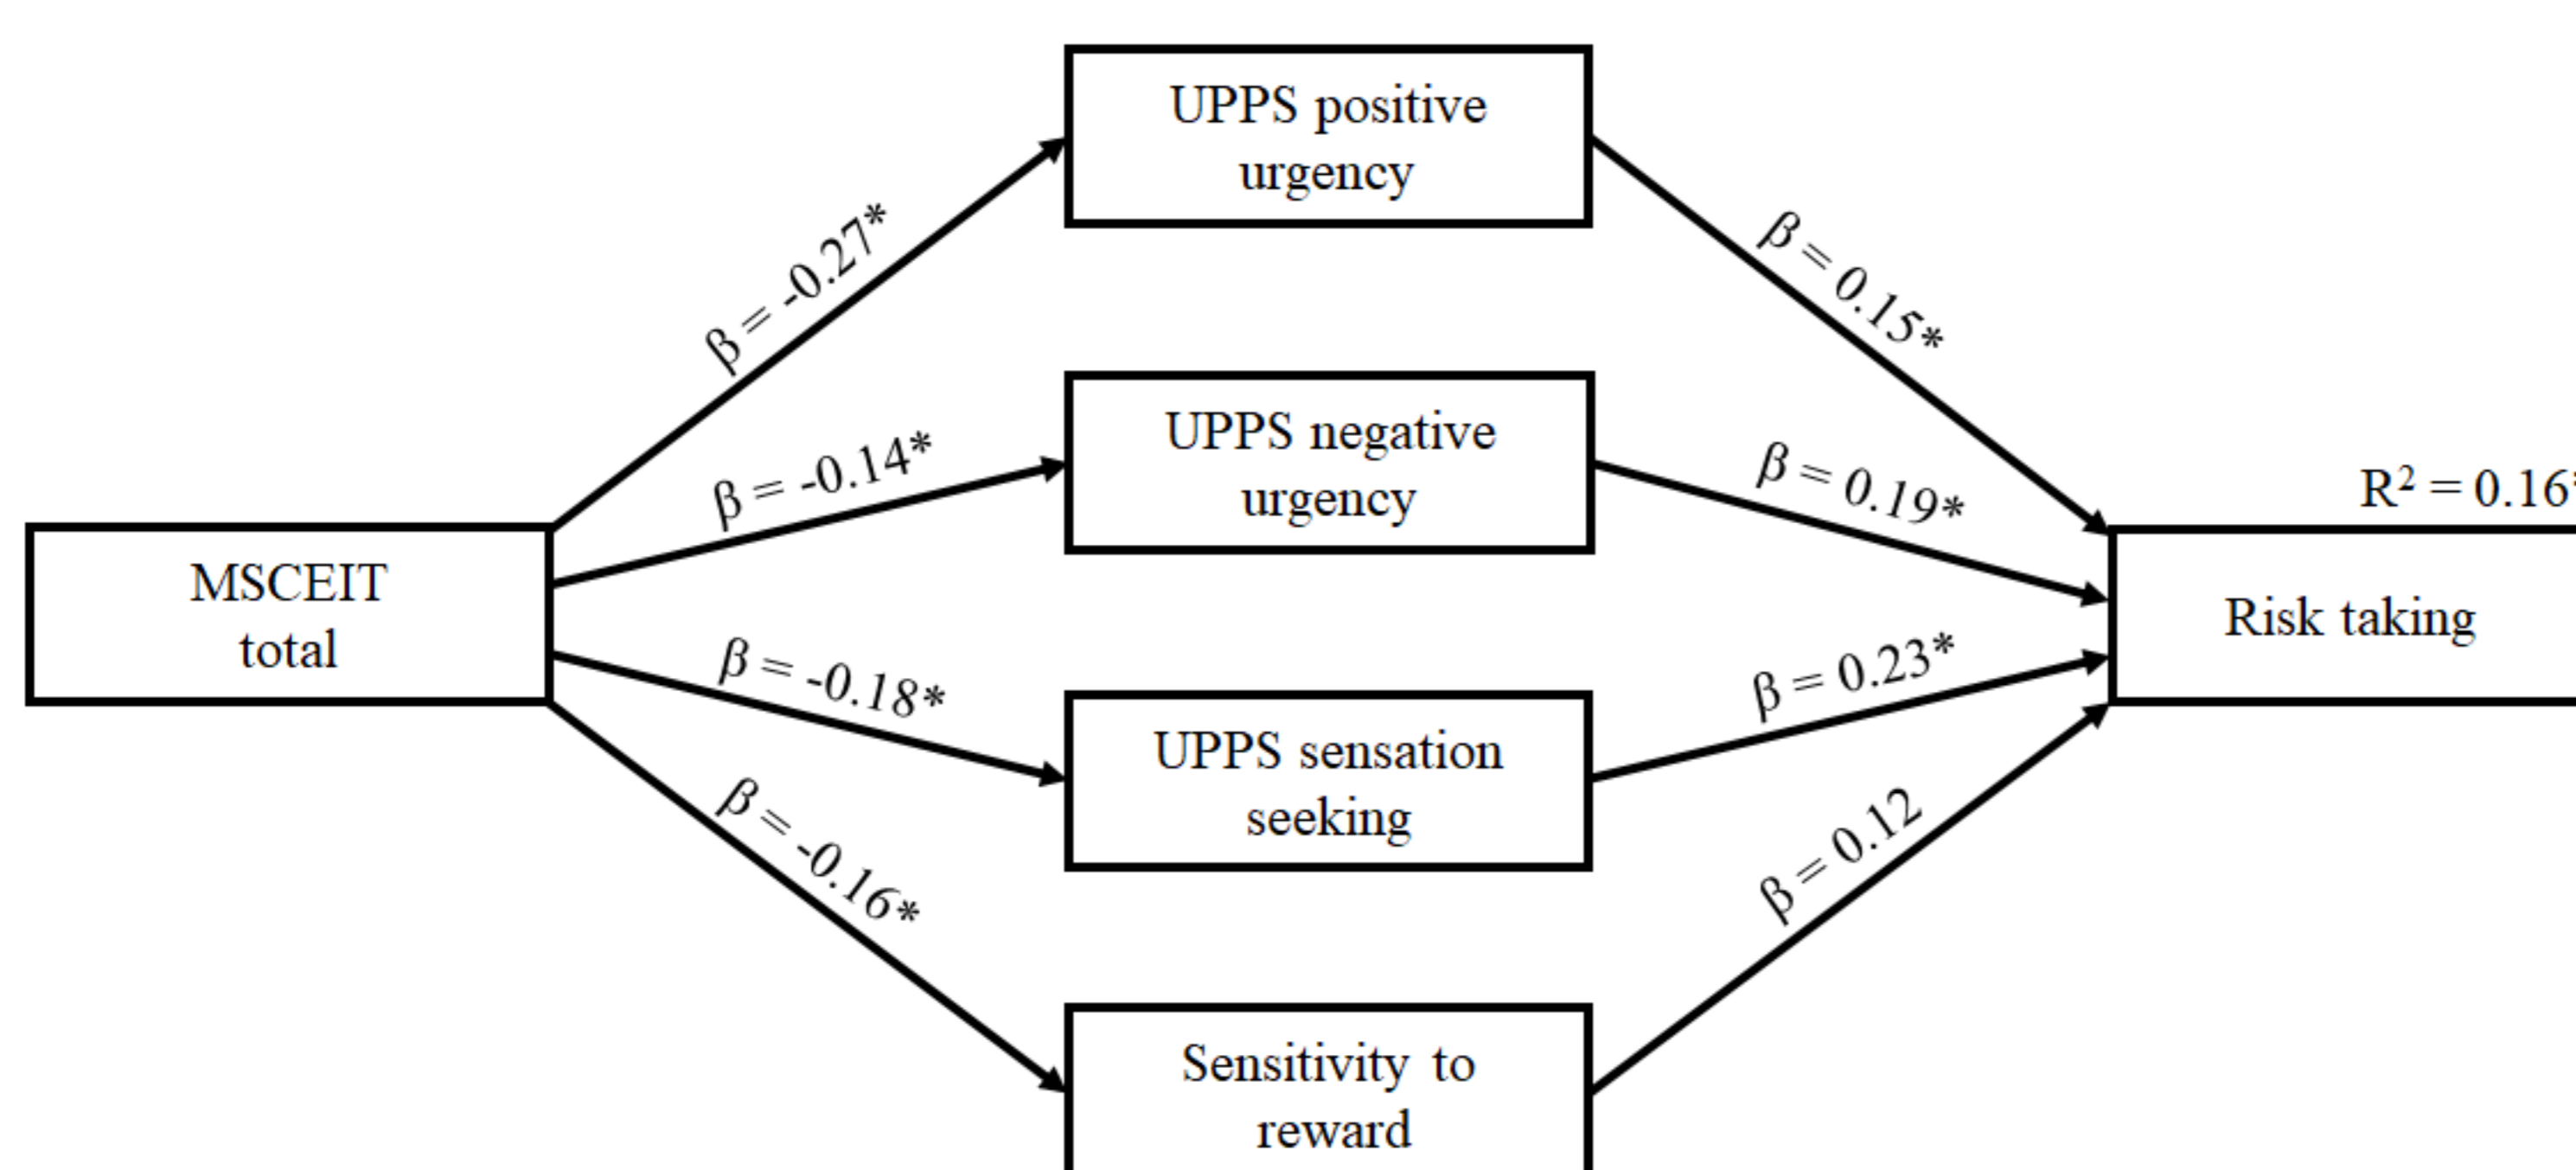 UPPS positive
urgency
β = -0.27*
β = 0.15*
UPPS negative
urgency
β = -0.14*
β = 0.19*
R² = 0.16*
MSCEIT
total
Risk taking
β = -0.18*
β = 0.23*
UPPS sensation
seeking
β = -0.16*
β = 0.12
Sensitivity to
reward